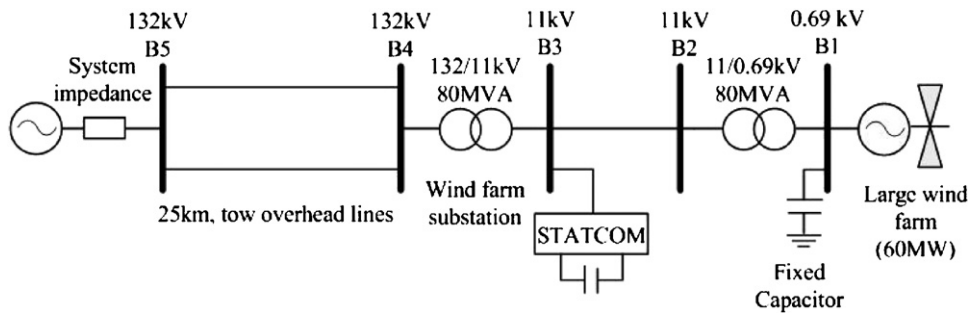 132kV
B5
132kV
B4
11kV
B3
11kV
B2
0.69 kV
B1
System
impedance
132/11kV
80MVA
11/0.69kV
80MVA
25km, tow overhead lines
Wind farm
substation
STATCOM
Fixed
Capacitor
Large wind
farm
(60MW)